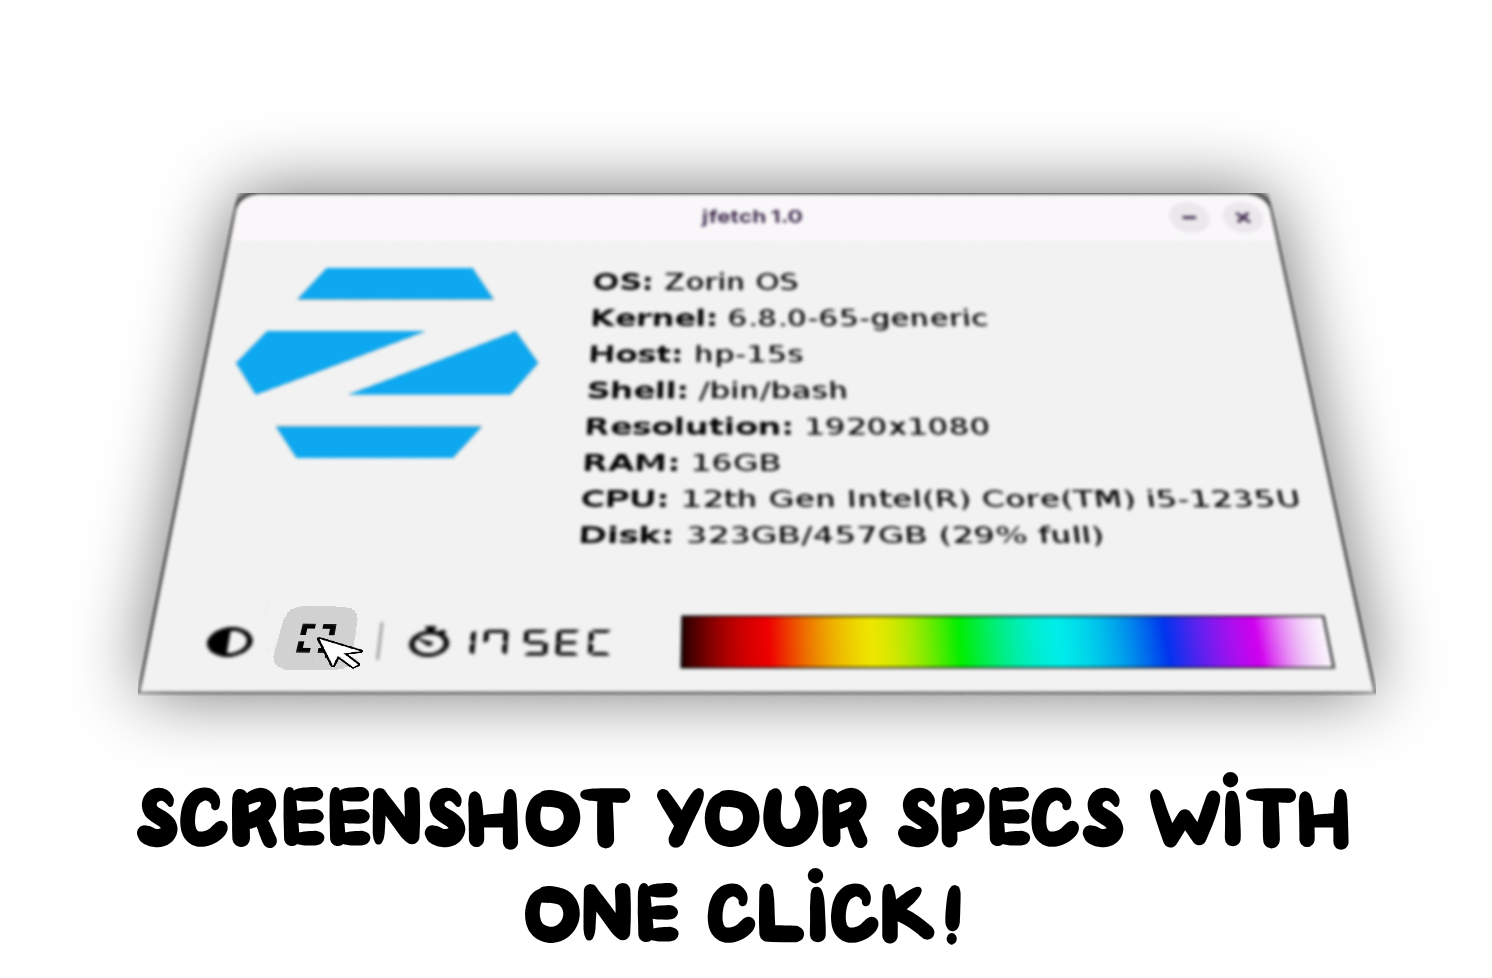 jfetch 1.0
OS: Zorin OS
Kernel: 6.8.0-65-generic
Host: hp-15s
Shell: /bin/bash
Resolution: 1920x1080
RAM: 16GB
CPU: 12th Gen Intel(R) Core(TM) i5-1235U
Disk: 323GB/457GB (29% full)
17 SEC
SCREENSHOT YOUR SPECS WiTH
ONE CLiCK!